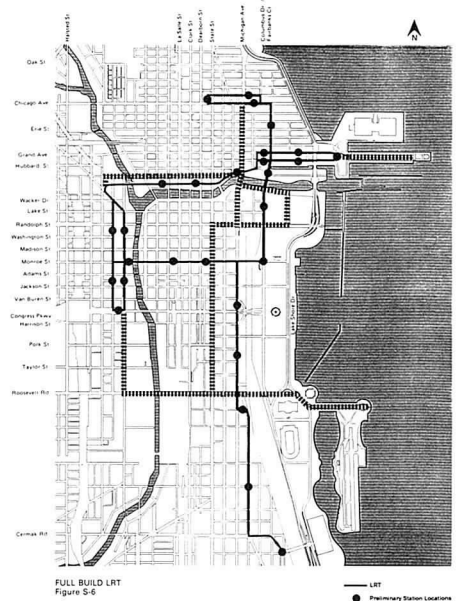 Halsted St
La Salle St
Clark St
Dearborn St
State St
Michigan Ave
Columbus Dr
Fairbanks Ct
N
Oak St
Chicago Ave
Erie St
Grand Ave
Hubbard St
Wacker Dr
Lake St
Randolph St
Washington St
Madison St
Monroe St
Adams St
Jackson St
Van Buren St
Congress Pkwy
Harrison St
Polk St
Taylor St
Roosevelt Rd
Cermak Rd
Lake Shore Dr
FULL BUILD LRT
Figure S-6
LRT
Preliminary Station Locations